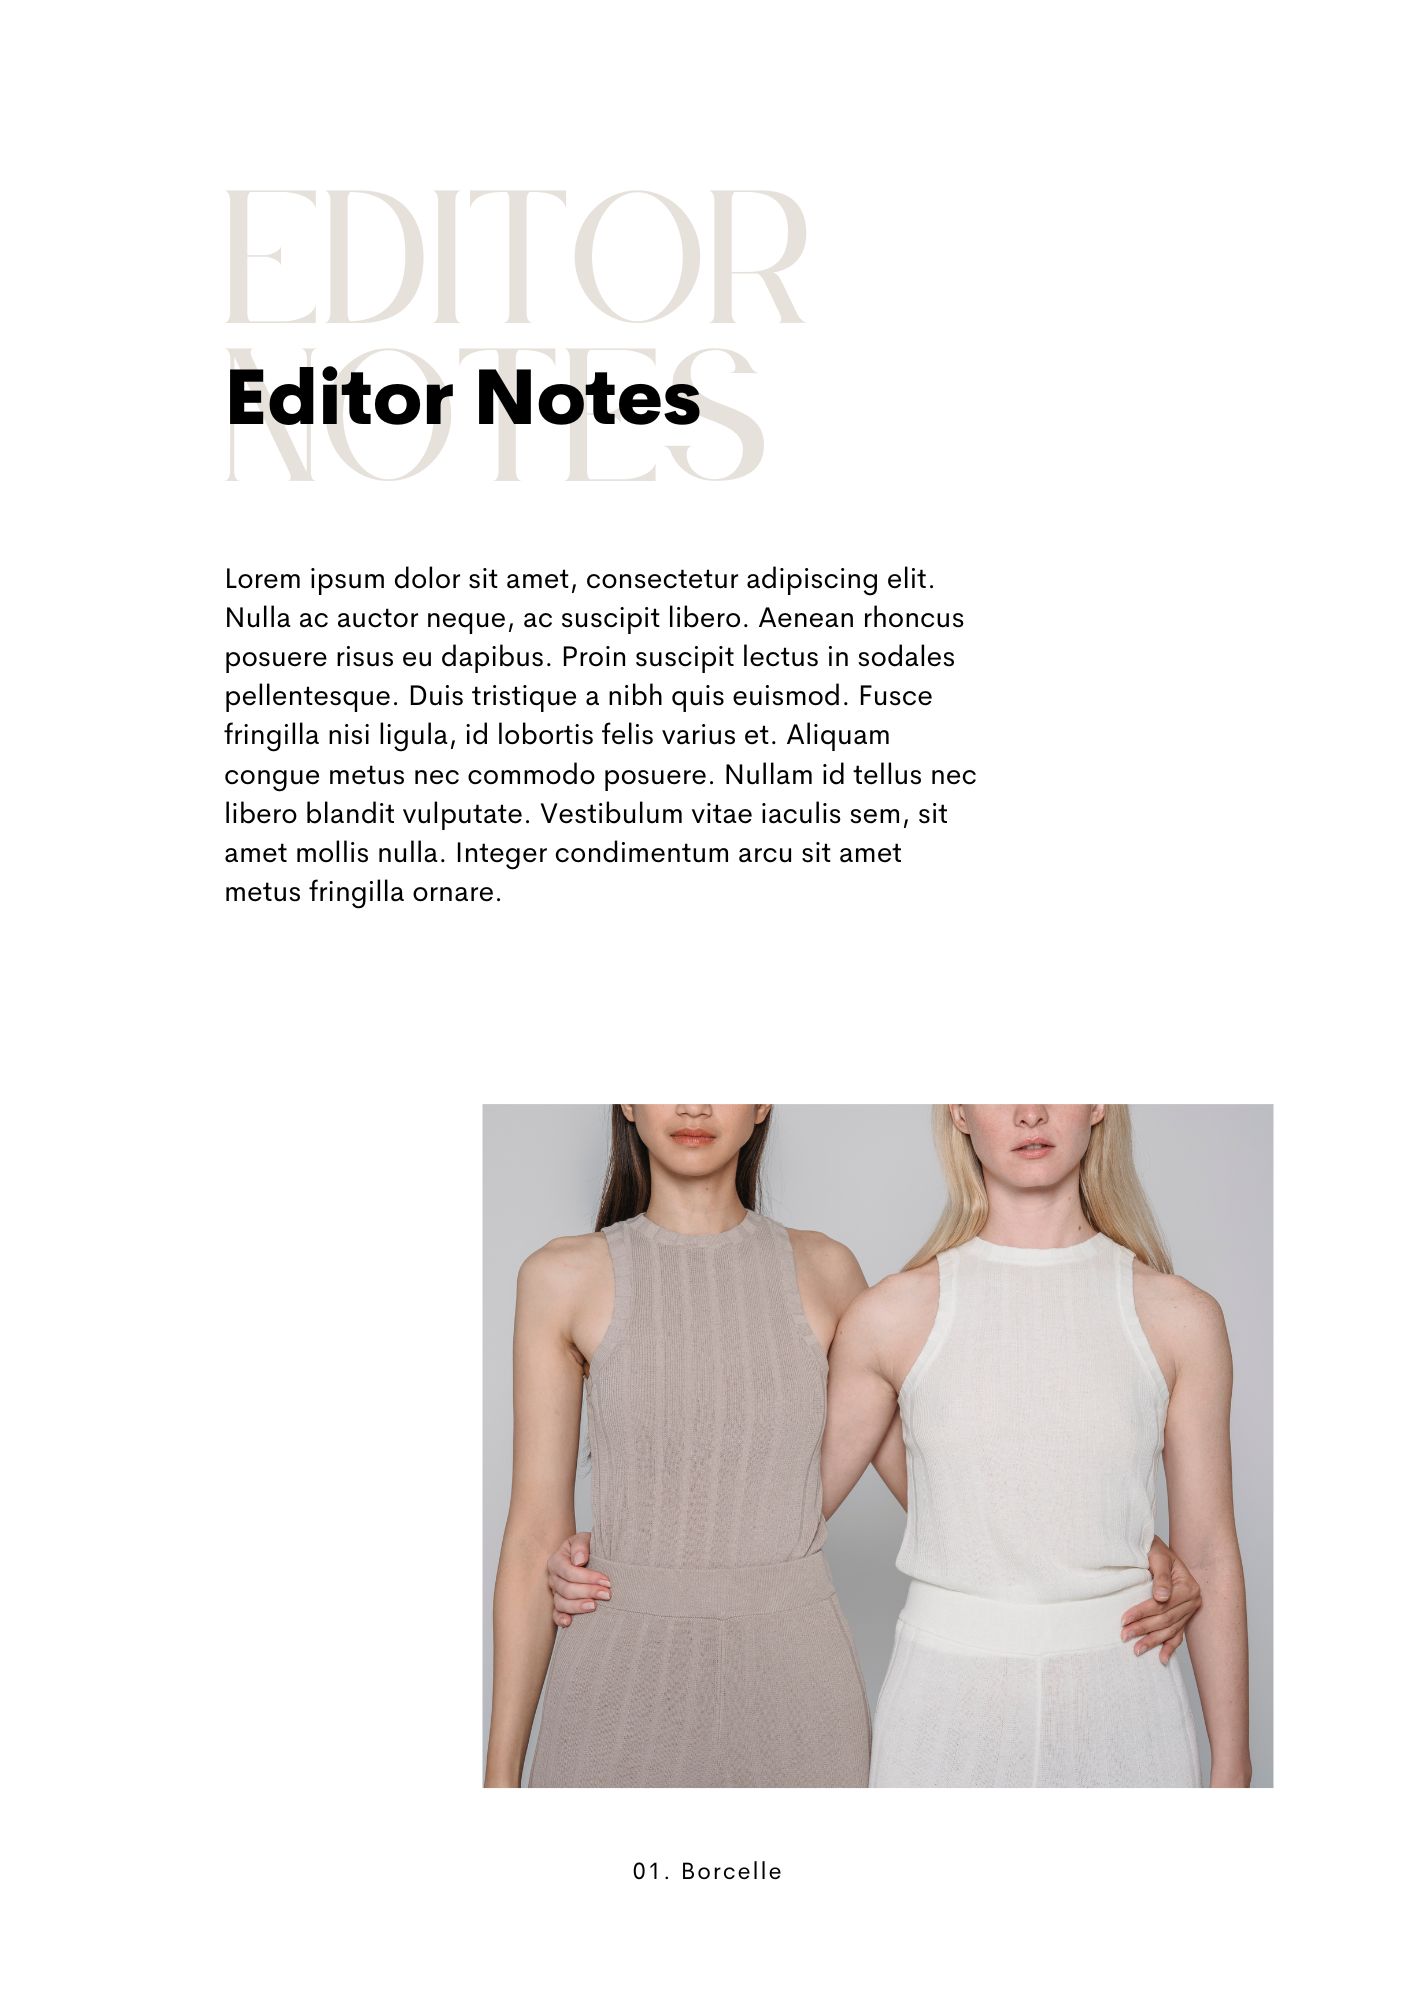 EDITOR
NOTES
Editor Notes
Lorem ipsum dolor sit amet, consectetur adipiscing elit.
Nulla ac auctor neque, ac suscipit libero. Aenean rhoncus
posuere risus eu dapibus. Proin suscipit lectus in sodales
pellentesque. Duis tristique a nibh quis euismod. Fusce
fringilla nisi ligula, id lobortis felis varius et. Aliquam
congue metus nec commodo posuere. Nullam id tellus nec
libero blandit vulputate. Vestibulum vitae iaculis sem, sit
amet mollis nulla. Integer condimentum arcu sit amet
metus fringilla ornare.
01. Borcelle